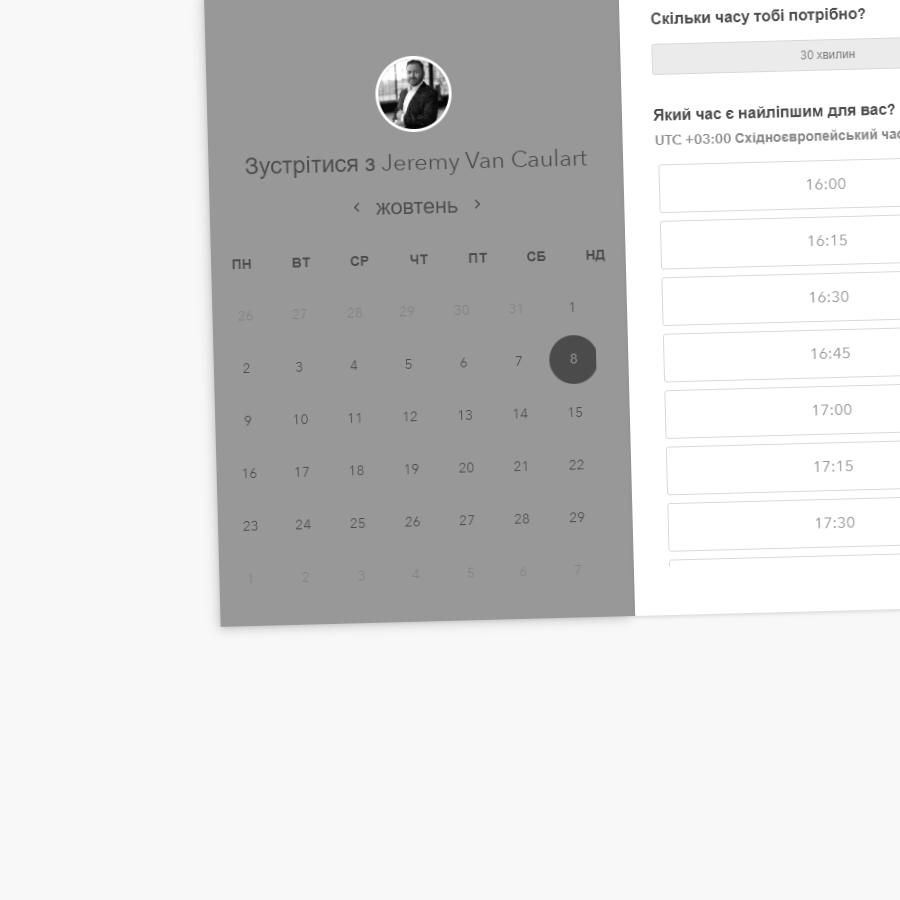 Зустрітися з Jeremy Van Caulart
жовтень
ПН ВТ СР ЧТ ПТ СБ НД
26 27 28 29 30 31 1
2 3 4 5 6 7 8
9 10 11 12 13 14 15
16 17 18 19 20 21 22
23 24 25 26 27 28 29
1 2 3 4 5 6 7
Скільки часу тобі потрібно?
30 хвилин
Який час є найліпшим для вас?
UTC +03:00 Східноєвропейський
16:00
16:15
16:30
16:45
17:00
17:15
17:30